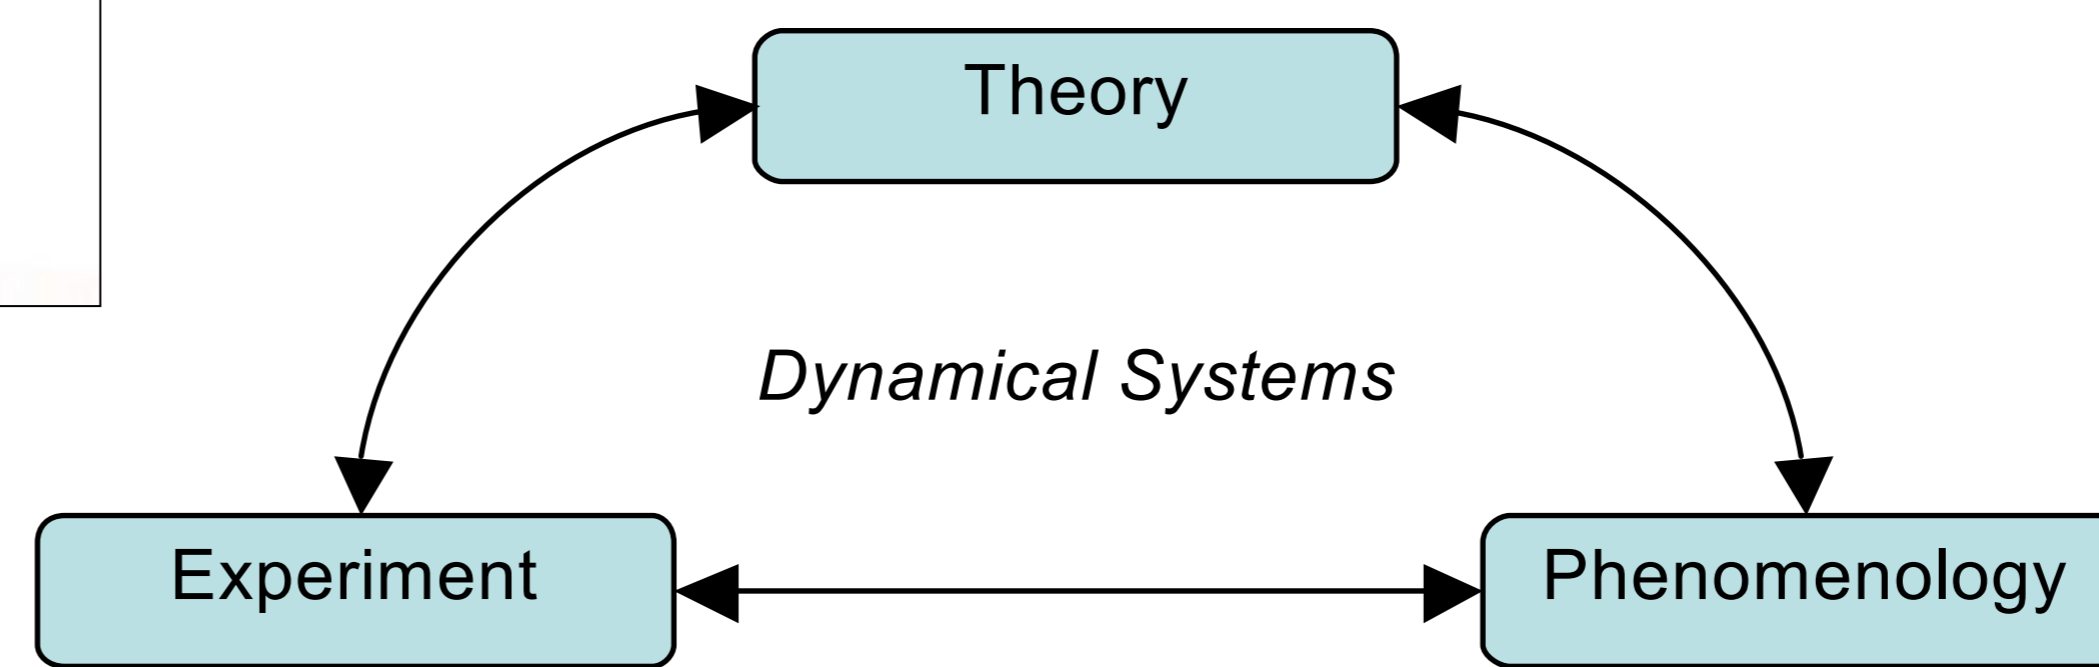 Theory
Dynamical Systems
Experiment
Phenomenology